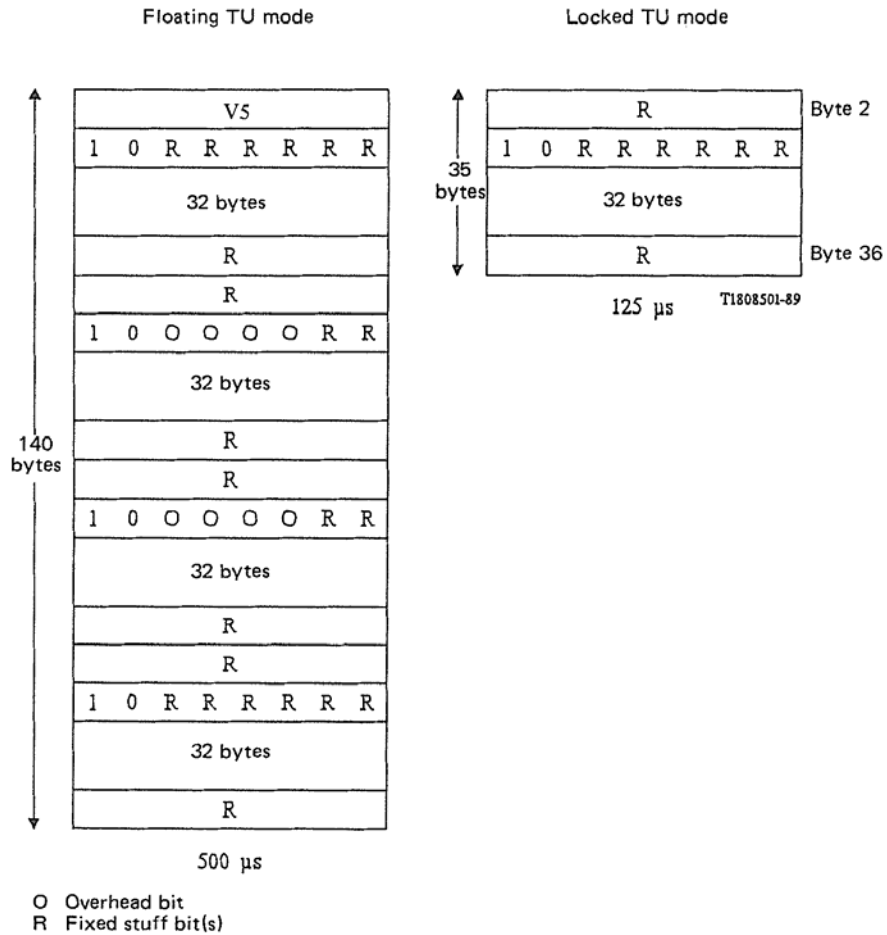 Floating TU mode
V5
1 0 R R R R R R
32 bytes
R
R
1 0 O O O O R R
32 bytes
R
R
1 0 O O O O R R
32 bytes
R
R
1 0 R R R R R R
32 bytes
R
140
bytes
500 µs
Locked TU mode
R
Byte 2
1 0 R R R R R R
35
bytes
32 bytes
R
Byte 36
125 µs
T1808501-89
O Overhead bit
R Fixed stuff bit(s)